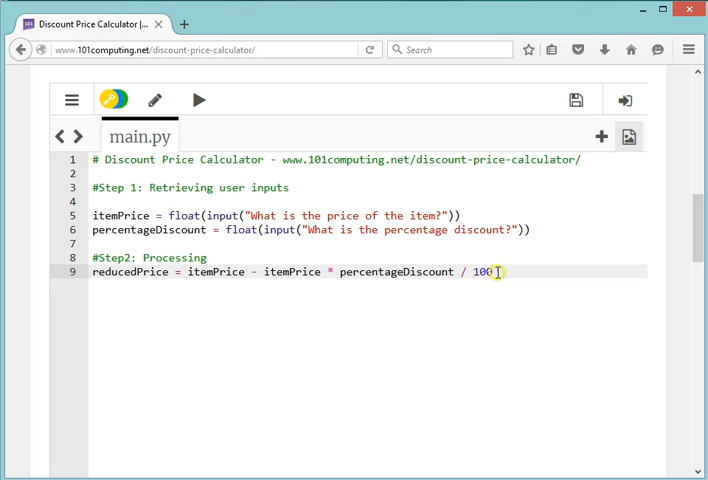 Discount Price Calculator |...
www.101computing.net/discount-price-calculator/
Search
main.py
1 # Discount Price Calculator - www.101computing.net/discount-price-calculator/
2
3 #Step 1: Retrieving user inputs
4
5 itemPrice = float(input("What is the price of the item?"))
6 percentageDiscount = float(input("What is the percentage discount?"))
7
8 #Step2: Processing
9 reducedPrice = itemPrice - itemPrice * percentageDiscount / 100